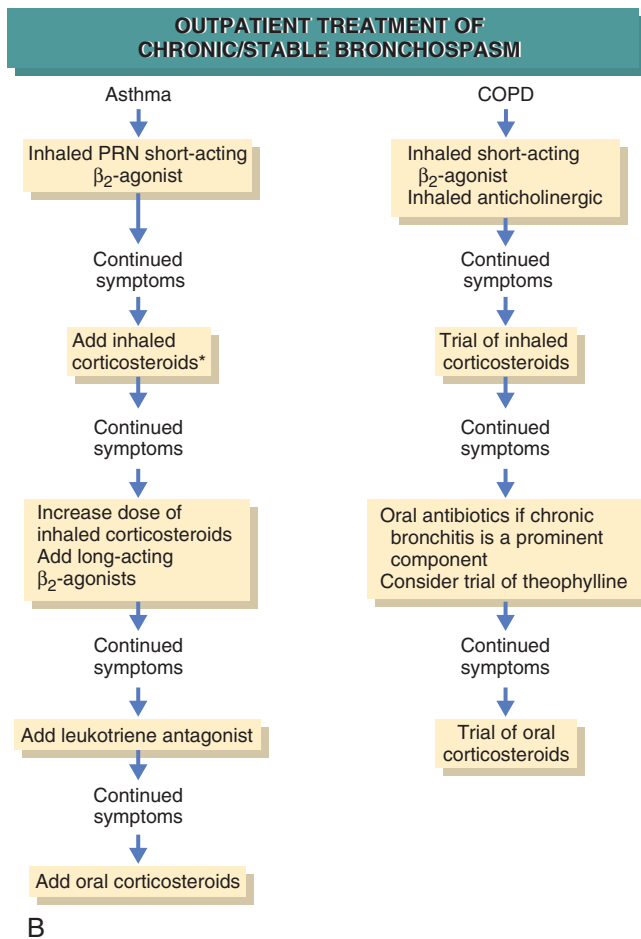 OUTPATIENT TREATMENT OF
CHRONIC/STABLE BRONCHOSPASM
Asthma
Inhaled PRN short-acting
β₂-agonist
Continued
symptoms
Add inhaled
corticosteroids*
Continued
symptoms
Increase dose of
inhaled corticosteroids
Add long-acting
β₂-agonists
Continued
symptoms
Add leukotriene antagonist
Continued
symptoms
Add oral corticosteroids
COPD
Inhaled short-acting
β₂-agonist
Inhaled anticholinergic
Continued
symptoms
Trial of inhaled
corticosteroids
Continued
symptoms
Oral antibiotics if chronic
bronchitis is a prominent
component
Consider trial of theophylline
Continued
symptoms
Trial of oral
corticosteroids
B